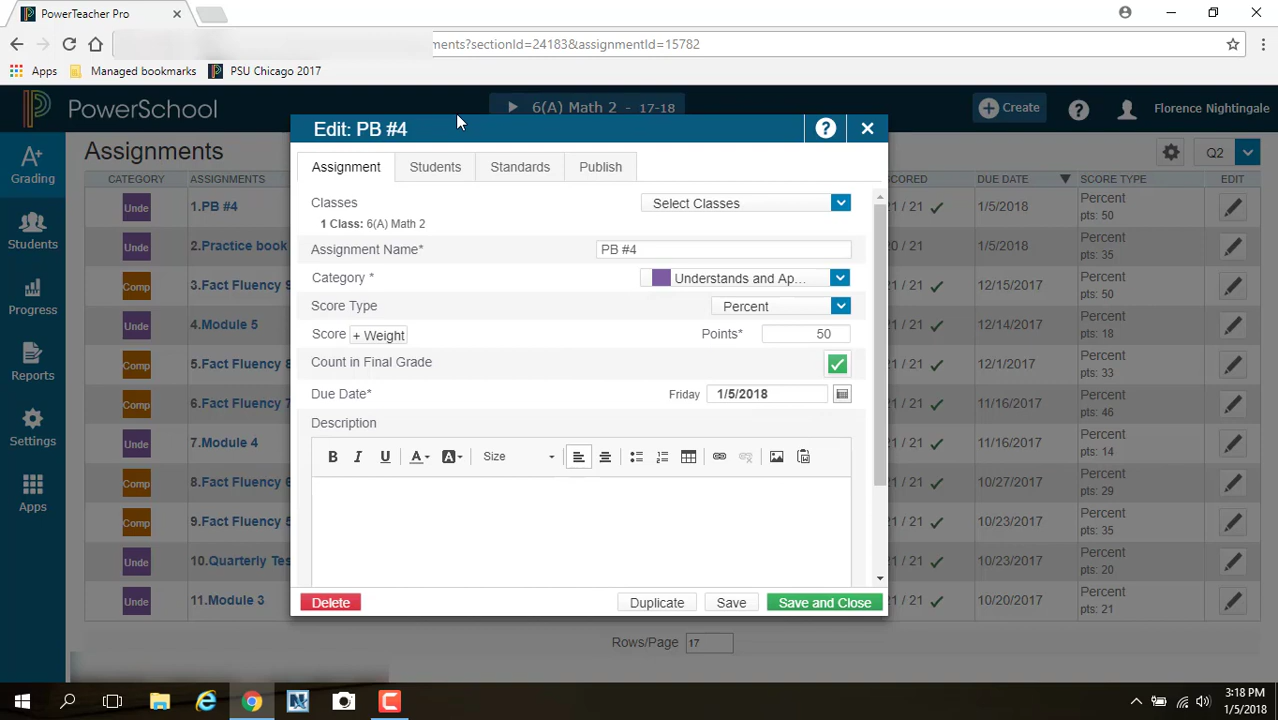 PowerTeacher Pro
ments?sectionId=24183&assignmentId=15782
Apps
Managed bookmarks
PSU Chicago 2017
PowerSchool
6(A) Math 2 - 17-18
Create
Florence Nightingale
Grading
Students
Progress
Reports
Settings
Apps
Assignments
Q2
CATEGORY
ASSIGNMENTS
SCORED
DUE DATE
SCORE TYPE
EDIT
Unde
1.PB #4
21 / 21
1/5/2018
Percent
pts: 50
Unde
2.Practice book
0 / 21
1/5/2018
Percent
pts: 35
Comp
3.Fact Fluency 9
21 / 21
12/15/2017
Percent
pts: 50
Unde
4.Module 5
21 / 21
12/14/2017
Percent
pts: 18
Comp
5.Fact Fluency 8
21 / 21
12/1/2017
Percent
pts: 33
Comp
6.Fact Fluency 7
21 / 21
11/16/2017
Percent
pts: 46
Unde
7.Module 4
21 / 21
11/16/2017
Percent
pts: 14
Comp
8.Fact Fluency 6
21 / 21
10/27/2017
Percent
pts: 29
Comp
9.Fact Fluency 5
21 / 21
10/23/2017
Percent
pts: 35
Unde
10.Quarterly Tes
21 / 21
10/23/2017
Percent
pts: 20
Unde
11.Module 3
21 / 21
10/20/2017
Percent
pts: 21
Rows/Page
17
Edit: PB #4
Assignment
Students
Standards
Publish
Classes
Select Classes
1 Class: 6(A) Math 2
Assignment Name*
PB #4
Category *
Understands and Ap...
Score Type
Percent
Score
+ Weight
Points*
50
Count in Final Grade
Due Date*
Friday
1/5/2018
Description
B
I
U
A
A
Size
Delete
Duplicate
Save
Save and Close
3:18 PM
1/5/2018